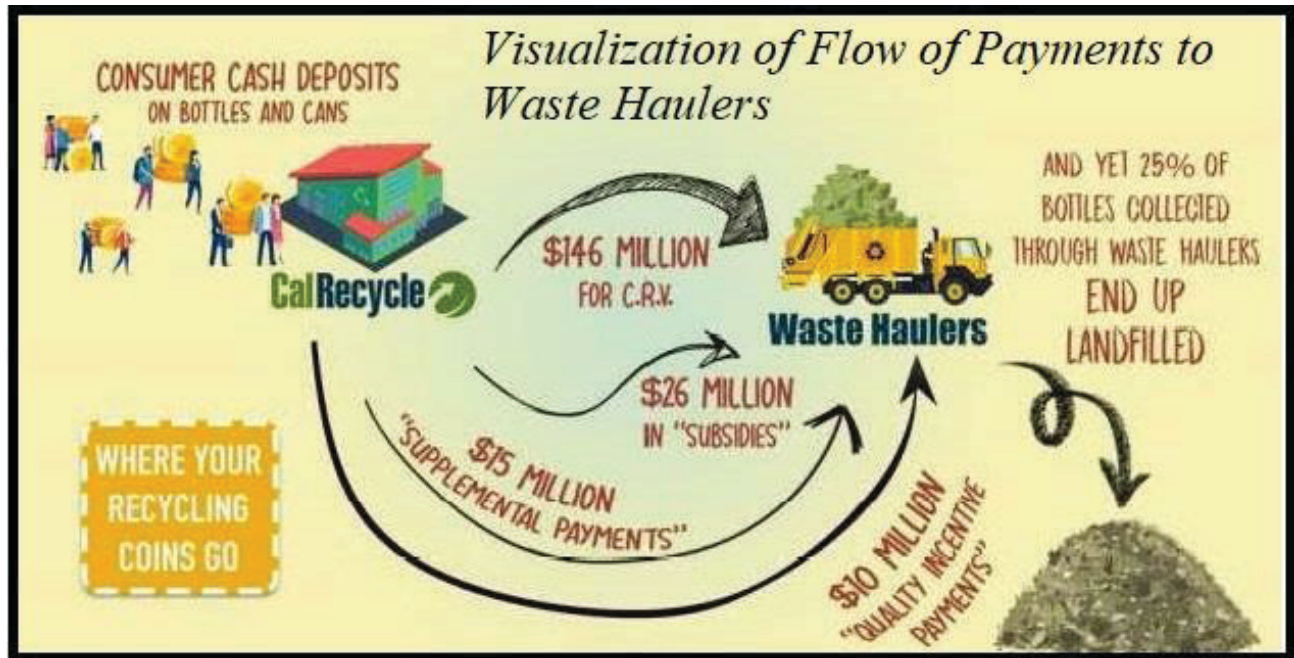 Visualization of Flow of Payments to
Waste Haulers
CONSUMER CASH DEPOSITS
ON BOTTLES AND CANS
CalRecycle
$146 MILLION
FOR C.R.V.
Waste Haulers
AND YET 25% OF
BOTTLES COLLECTED
THROUGH WASTE HAULERS
END UP
LANDFILLED
$26 MILLION
IN "SUBSIDIES"
$15 MILLION
"SUPPLEMENTAL PAYMENTS"
$10 MILLION
"QUALITY INCENTIVE
PAYMENTS"
WHERE YOUR
RECYCLING
COINS GO